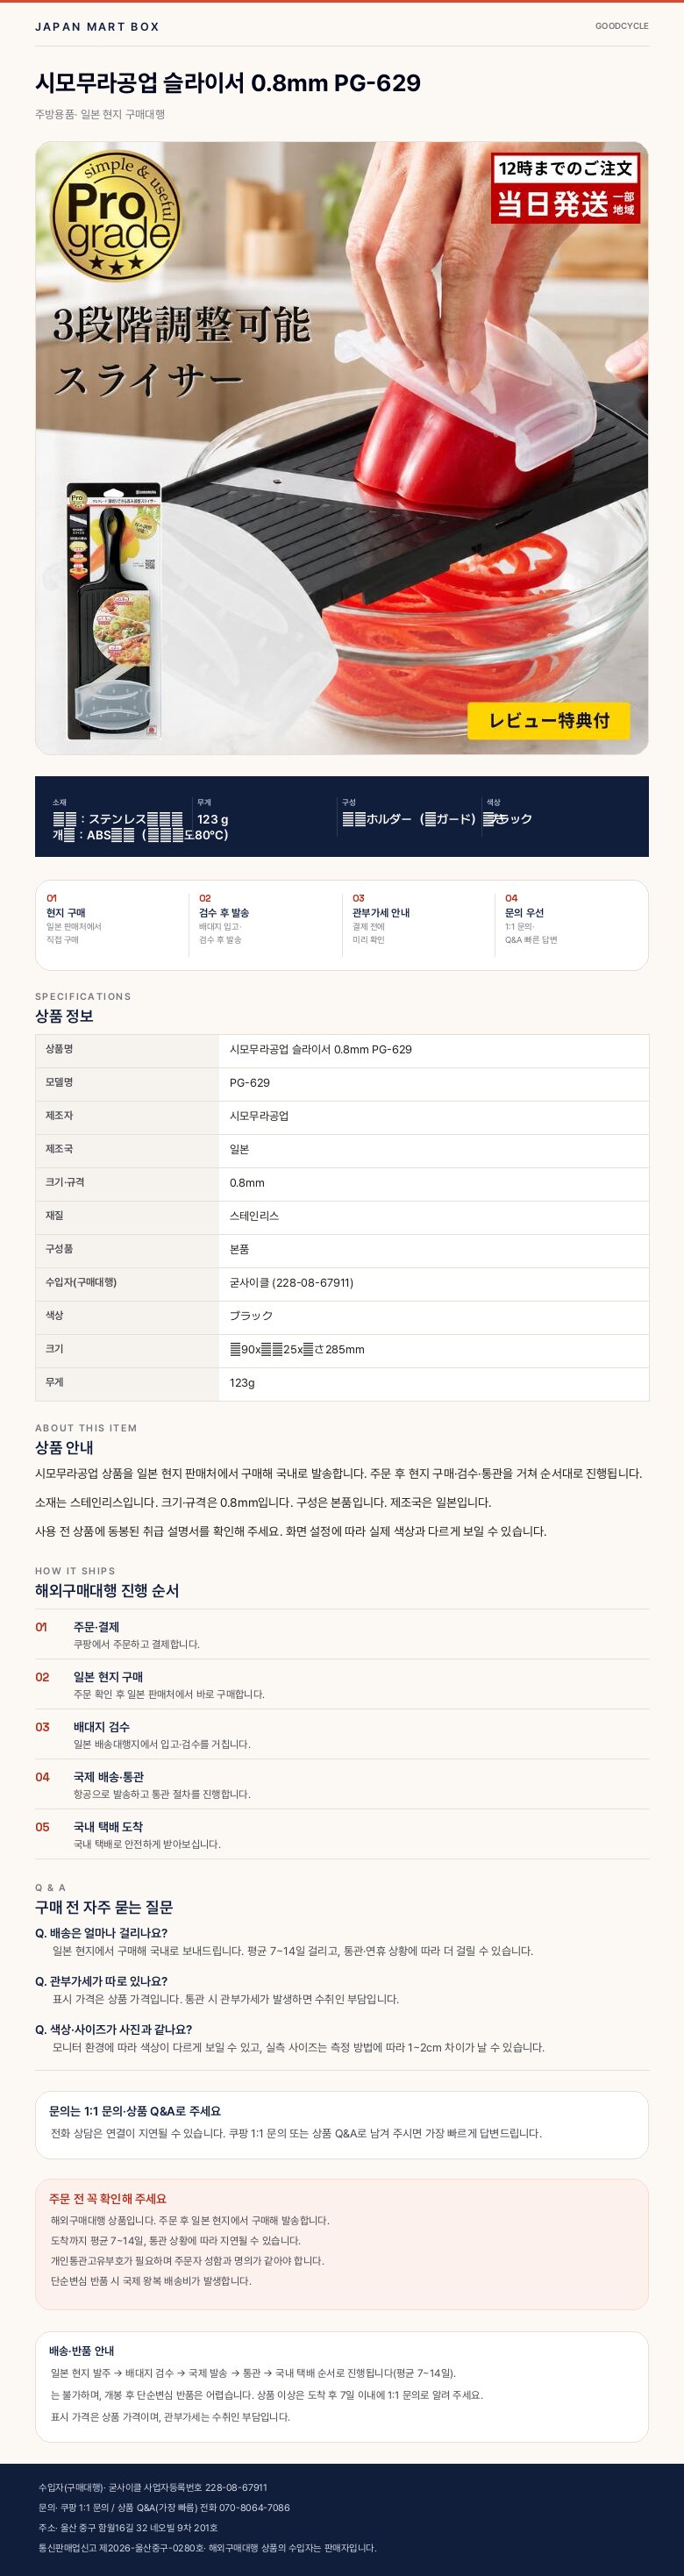 JAPAN MART BOX
GOODCYCLE
시모무라공업 슬라이서 0.8mm PG-629
주방용품· 일본 현지 구매대행
simple & useful
Pro
grade
12時までのご注文
当日発送 一部地域
3段階調整可能
スライサー
レビュー特典付
소재
：ステンレス
개 ：ABS （ 도80℃）
무게
123 g
구성
ホルダー（ ガード）
색상
ブラック
01
현지 구매
일본 판매처에서
직접 구매
02
검수 후 발송
배대지 입고·
검수 후 발송
03
관부가세 안내
결제 전에
미리 확인
04
문의 우선
1:1 문의·
Q&A 빠른 답변
SPECIFICATIONS
상품 정보
상품명 시모무라공업 슬라이서 0.8mm PG-629
모델명 PG-629
제조자 시모무라공업
제조국 일본
크기·규격 0.8mm
재질 스테인리스
구성품 본품
수입자(구매대행) 굳사이클 (228-08-67911)
색상 ブラック
크기 90x 25x さ285mm
무게 123g
ABOUT THIS ITEM
상품 안내
시모무라공업 상품을 일본 현지 판매처에서 구매해 국내로 발송합니다. 주문 후 현지 구매·검수·통관을 거쳐 순서대로 진행됩니다.
소재는 스테인리스입니다. 크기·규격은 0.8mm입니다. 구성은 본품입니다. 제조국은 일본입니다.
사용 전 상품에 동봉된 취급 설명서를 확인해 주세요. 화면 설정에 따라 실제 색상과 다르게 보일 수 있습니다.
HOW IT SHIPS
해외구매대행 진행 순서
01 주문·결제
쿠팡에서 주문하고 결제합니다.
02 일본 현지 구매
주문 확인 후 일본 판매처에서 바로 구매합니다.
03 배대지 검수
일본 배송대행지에서 입고·검수를 거칩니다.
04 국제 배송·통관
항공으로 발송하고 통관 절차를 진행합니다.
05 국내 택배 도착
국내 택배로 안전하게 받아보십니다.
Q & A
구매 전 자주 묻는 질문
Q. 배송은 얼마나 걸리나요?
일본 현지에서 구매해 국내로 보내드립니다. 평균 7~14일 걸리고, 통관·연휴 상황에 따라 더 걸릴 수 있습니다.
Q. 관부가세가 따로 있나요?
표시 가격은 상품 가격입니다. 통관 시 관부가세가 발생하면 수취인 부담입니다.
Q. 색상·사이즈가 사진과 같나요?
모니터 환경에 따라 색상이 다르게 보일 수 있고, 실측 사이즈는 측정 방법에 따라 1~2cm 차이가 날 수 있습니다.
문의는 1:1 문의·상품 Q&A로 주세요
전화 상담은 연결이 지연될 수 있습니다. 쿠팡 1:1 문의 또는 상품 Q&A로 남겨 주시면 가장 빠르게 답변드립니다.
주문 전 꼭 확인해 주세요
해외구매대행 상품입니다. 주문 후 일본 현지에서 구매해 발송합니다.
도착까지 평균 7~14일, 통관 상황에 따라 지연될 수 있습니다.
개인통관고유부호가 필요하며 주문자 성함과 명의가 같아야 합니다.
단순변심 반품 시 국제 왕복 배송비가 발생합니다.
배송·반품 안내
일본 현지 발주 → 배대지 검수 → 국제 발송 → 통관 → 국내 택배 순서로 진행됩니다(평균 7~14일).
는 불가하며, 개봉 후 단순변심 반품은 어렵습니다. 상품 이상은 도착 후 7일 이내에 1:1 문의로 알려 주세요.
표시 가격은 상품 가격이며, 관부가세는 수취인 부담입니다.
수입자(구매대행)· 굳사이클 사업자등록번호 228-08-67911
문의· 쿠팡 1:1 문의 / 상품 Q&A(가장 빠름) 전화 070-8064-7086
주소· 울산 중구 함월16길 32 네오빌 9차 201호
통신판매업신고 제2026-울산중구-0280호· 해외구매대행 상품의 수입자는 판매자입니다.